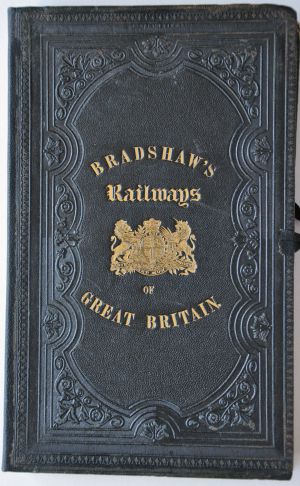 BRADSHAW'S
Railways
OF
GREAT BRITAIN.